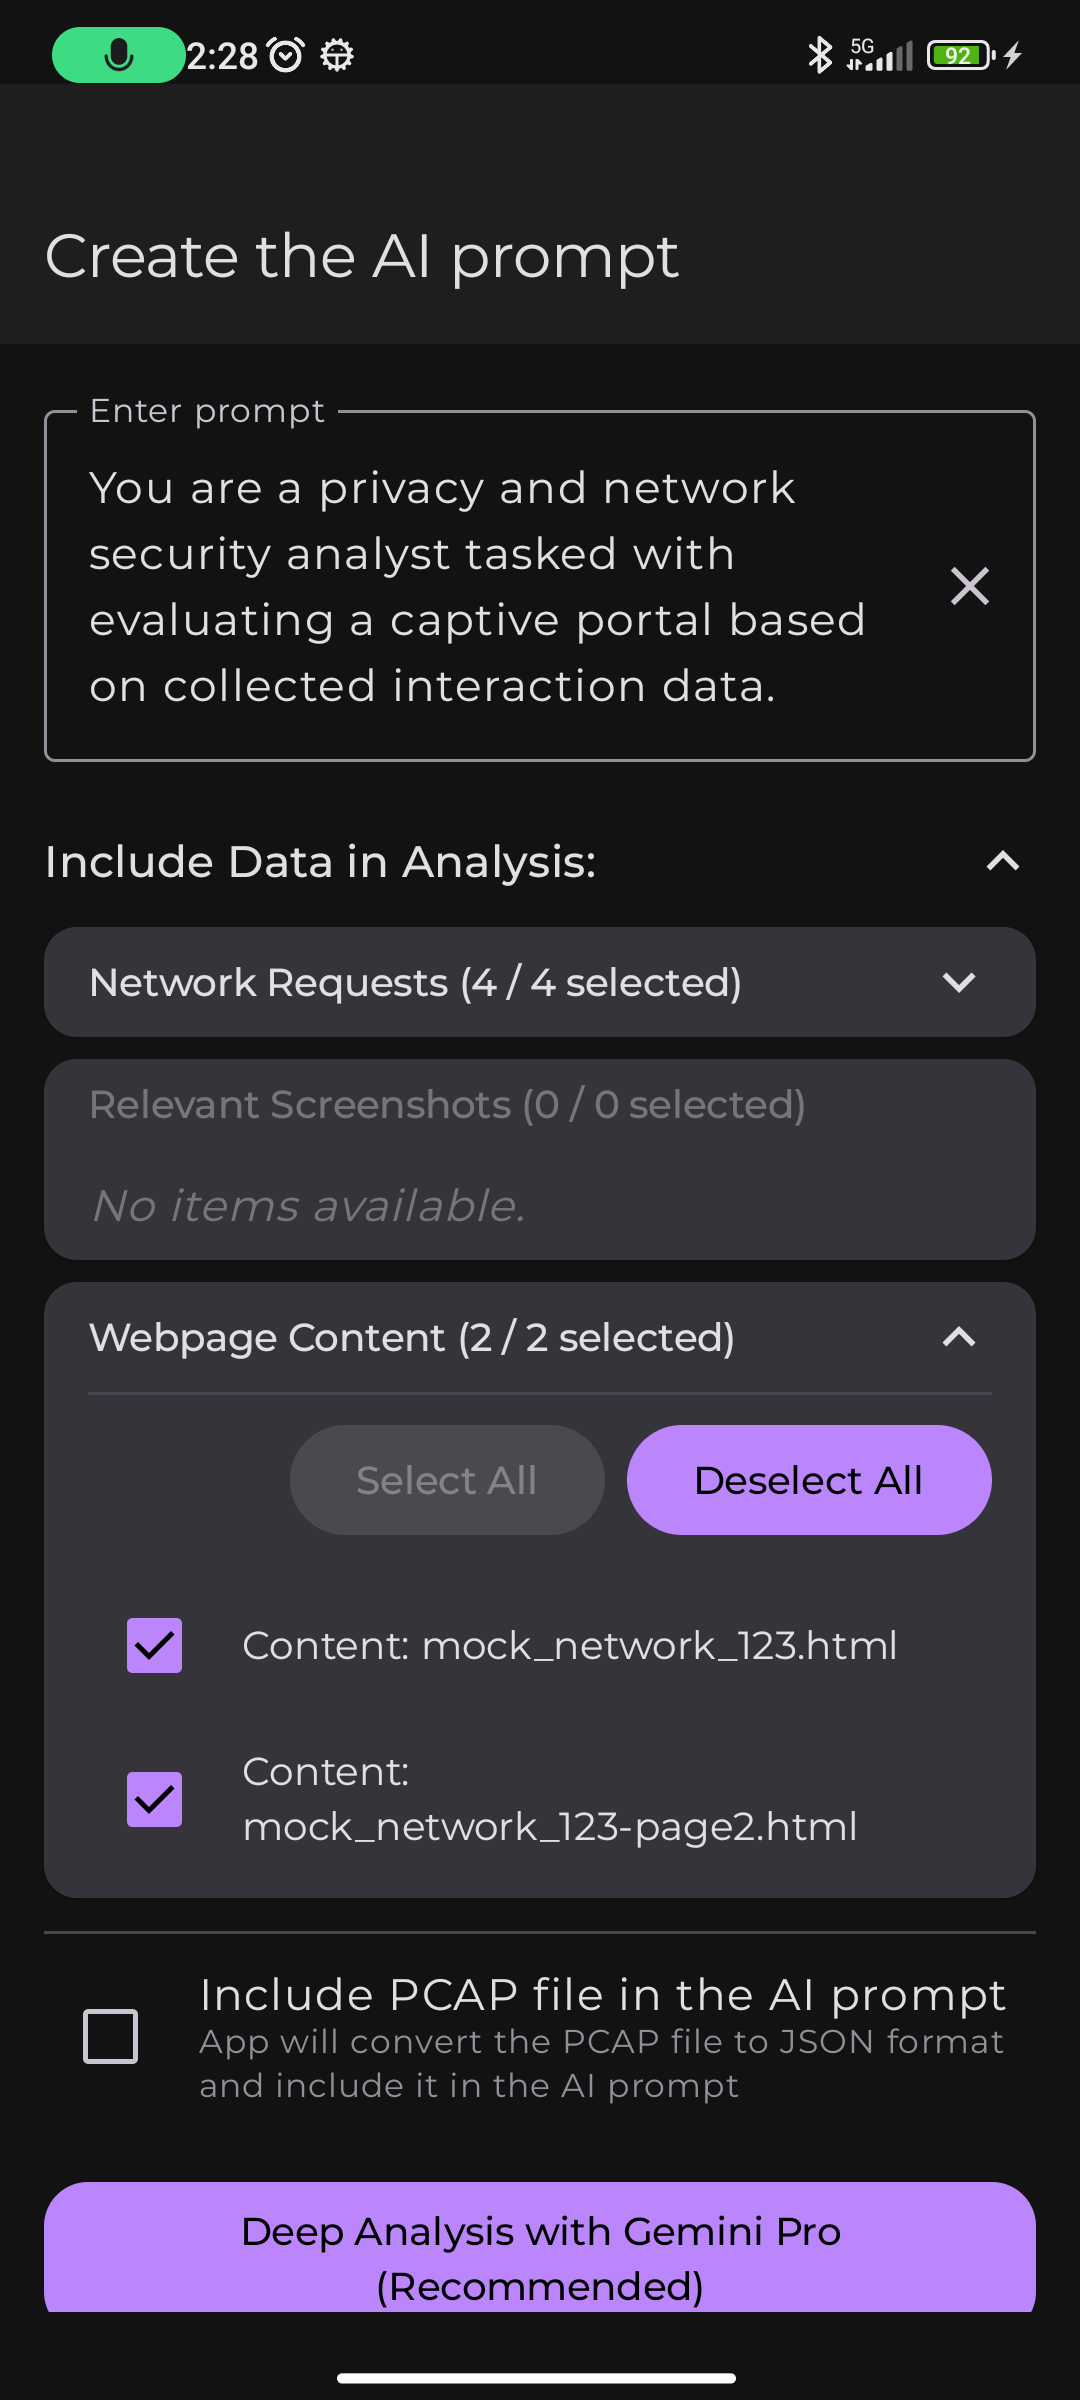 2:28
5G
92
Create the AI prompt
Enter prompt
You are a privacy and network
security analyst tasked with
evaluating a captive portal based
on collected interaction data.
Include Data in Analysis:
Network Requests (4 / 4 selected)
Relevant Screenshots (0 / 0 selected)
No items available.
Webpage Content (2 / 2 selected)
Select All
Deselect All
Content: mock_network_123.html
Content:
mock_network_123-page2.html
Include PCAP file in the AI prompt
App will convert the PCAP file to JSON format
and include it in the AI prompt
Deep Analysis with Gemini Pro
(Recommended)